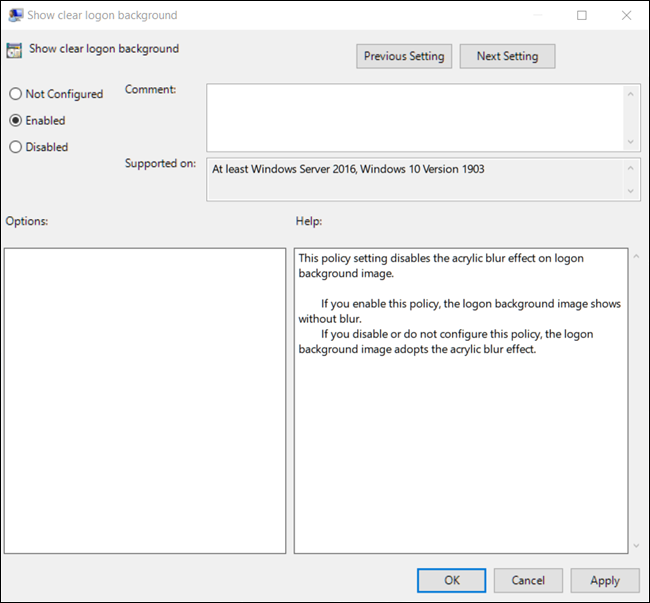 Show clear logon background
Show clear logon background
Previous Setting
Next Setting
Not Configured
Comment:
Enabled
Disabled
Supported on:
At least Windows Server 2016, Windows 10 Version 1903
Options:
Help:
This policy setting disables the acrylic blur effect on logon
background image.
If you enable this policy, the logon background image shows
without blur.
If you disable or do not configure this policy, the logon
background image adopts the acrylic blur effect.
OK
Cancel
Apply